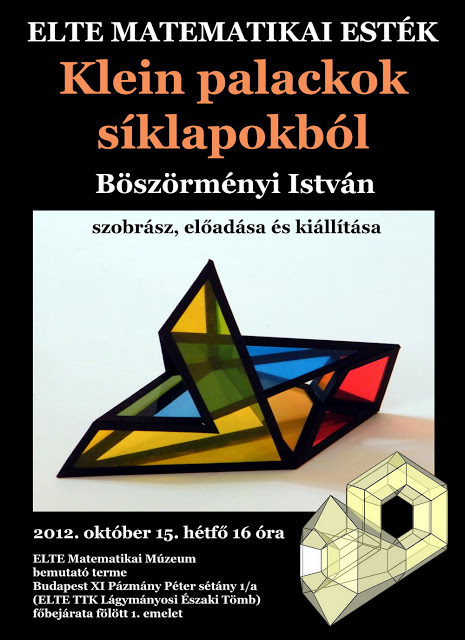 ELTE MATEMATIKAI ESTÉK
Klein palackok
síklapokból
Böszörményi István
szobrász, előadása és kiállítása
2012. október 15. hétfő 16 óra
ELTE Matematikai Múzeum
bemutató terme
Budapest XI Pázmány Péter sétány 1/a
(ELTE TTK Lágymányosi Északi Tömb)
főbejárata fölött 1. emelet